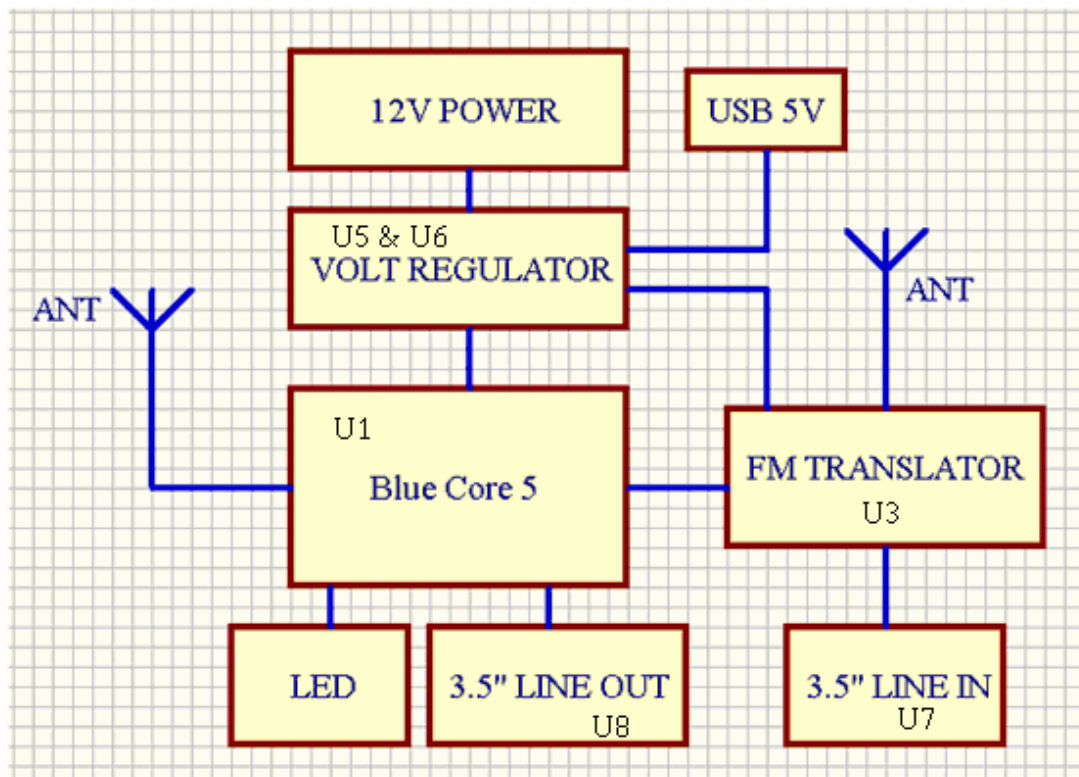 12V POWER
USB 5V
U5 & U6
VOLT REGULATOR
ANT
ANT
U1
Blue Core 5
FM TRANSLATOR
U3
LED
3.5" LINE OUT
U8
3.5" LINE IN
U7